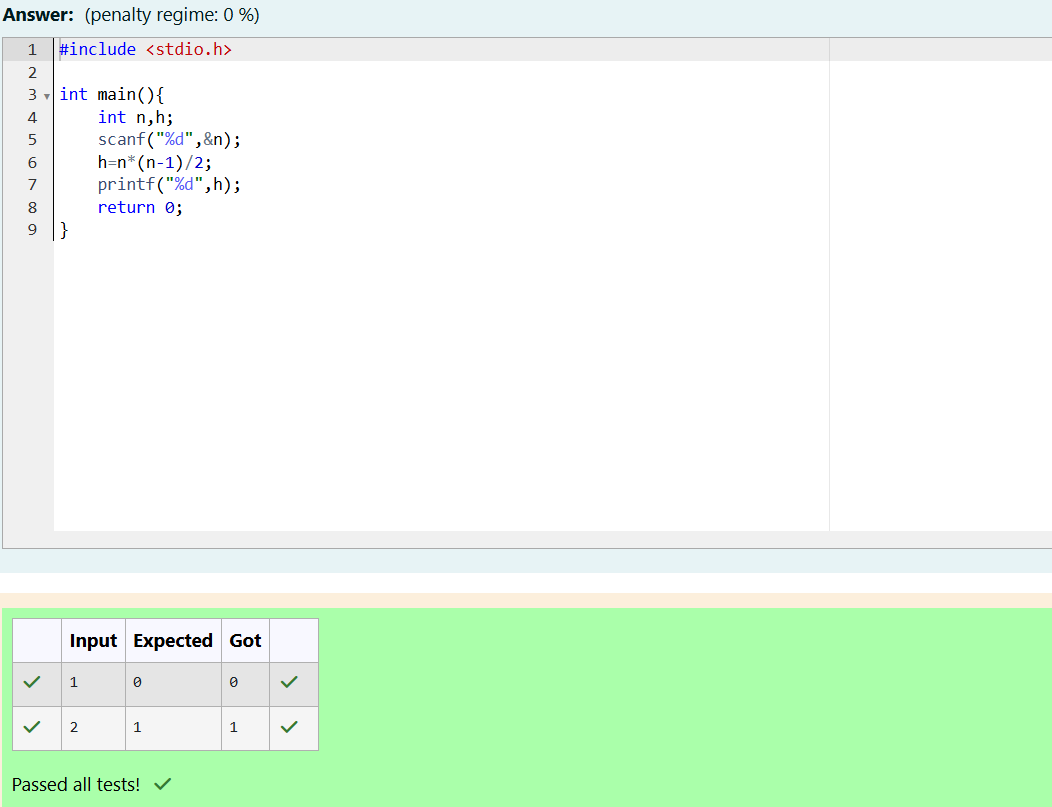 Answer: (penalty regime: 0 %)
1 #include <stdio.h>
2
3 int main(){
4     int n,h;
5     scanf("%d",&n);
6     h=n*(n-1)/2;
7     printf("%d",h);
8     return 0;
9 }
Input Expected Got
1 0 0
2 1 1
Passed all tests!